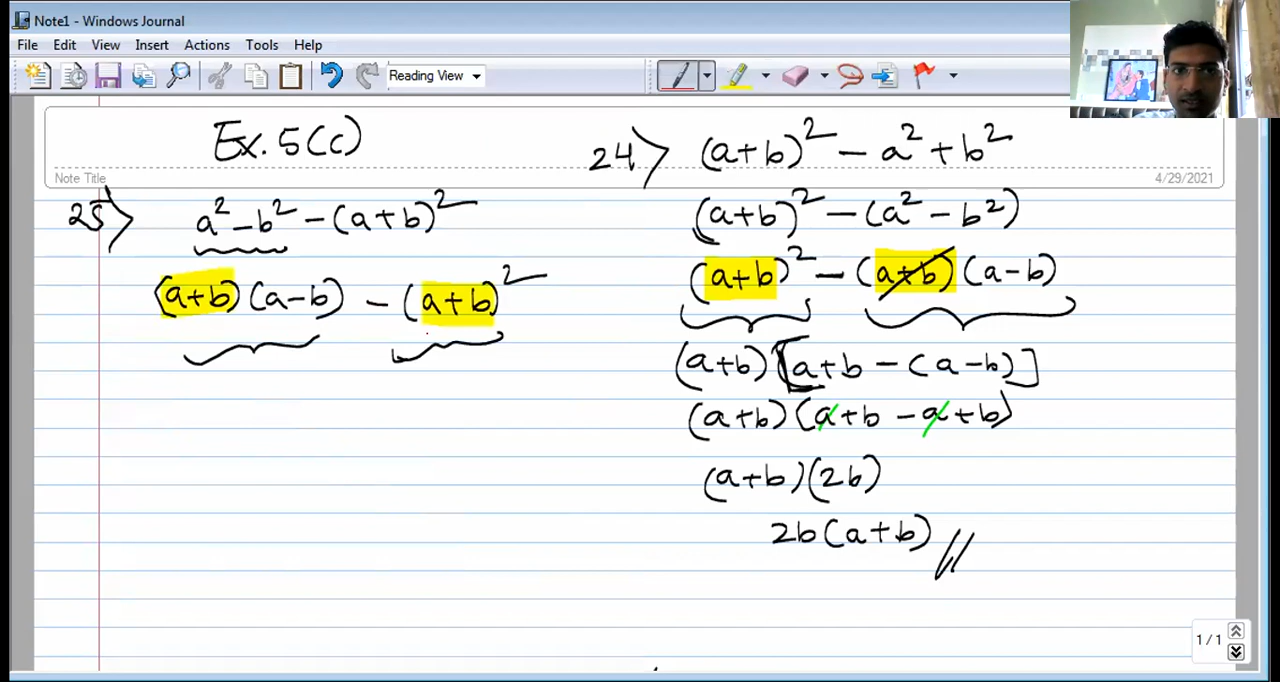 Note1 - Windows Journal
File Edit View Insert Actions Tools Help
Reading View
Ex. 5(c)
Note Title
4/29/2021
25> a² - b² - (a+b)²
(a+b)(a-b) - (a+b)²
24> (a+b)² - a² + b²
(a+b)² - (a² - b²)
(a+b)² - (a+b)(a-b)
(a+b)[a+b - (a-b)]
(a+b)(a+b - a+b)
(a+b)(2b)
2b(a+b)//
1/1